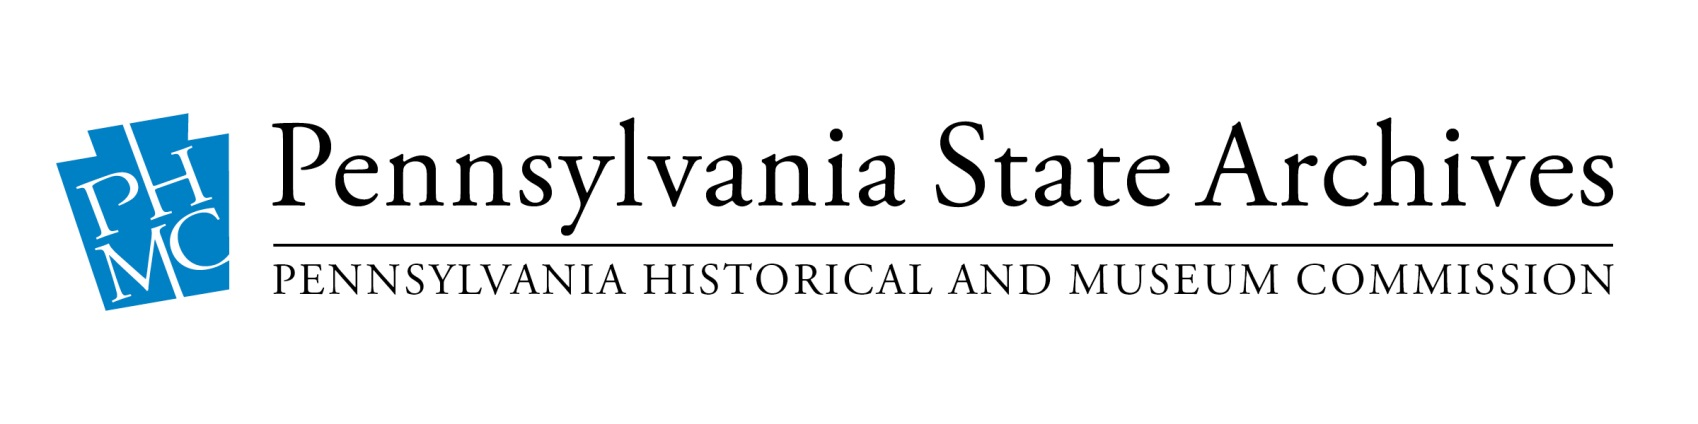 PH
MC
Pennsylvania State Archives
PENNSYLVANIA HISTORICAL AND MUSEUM COMMISSION